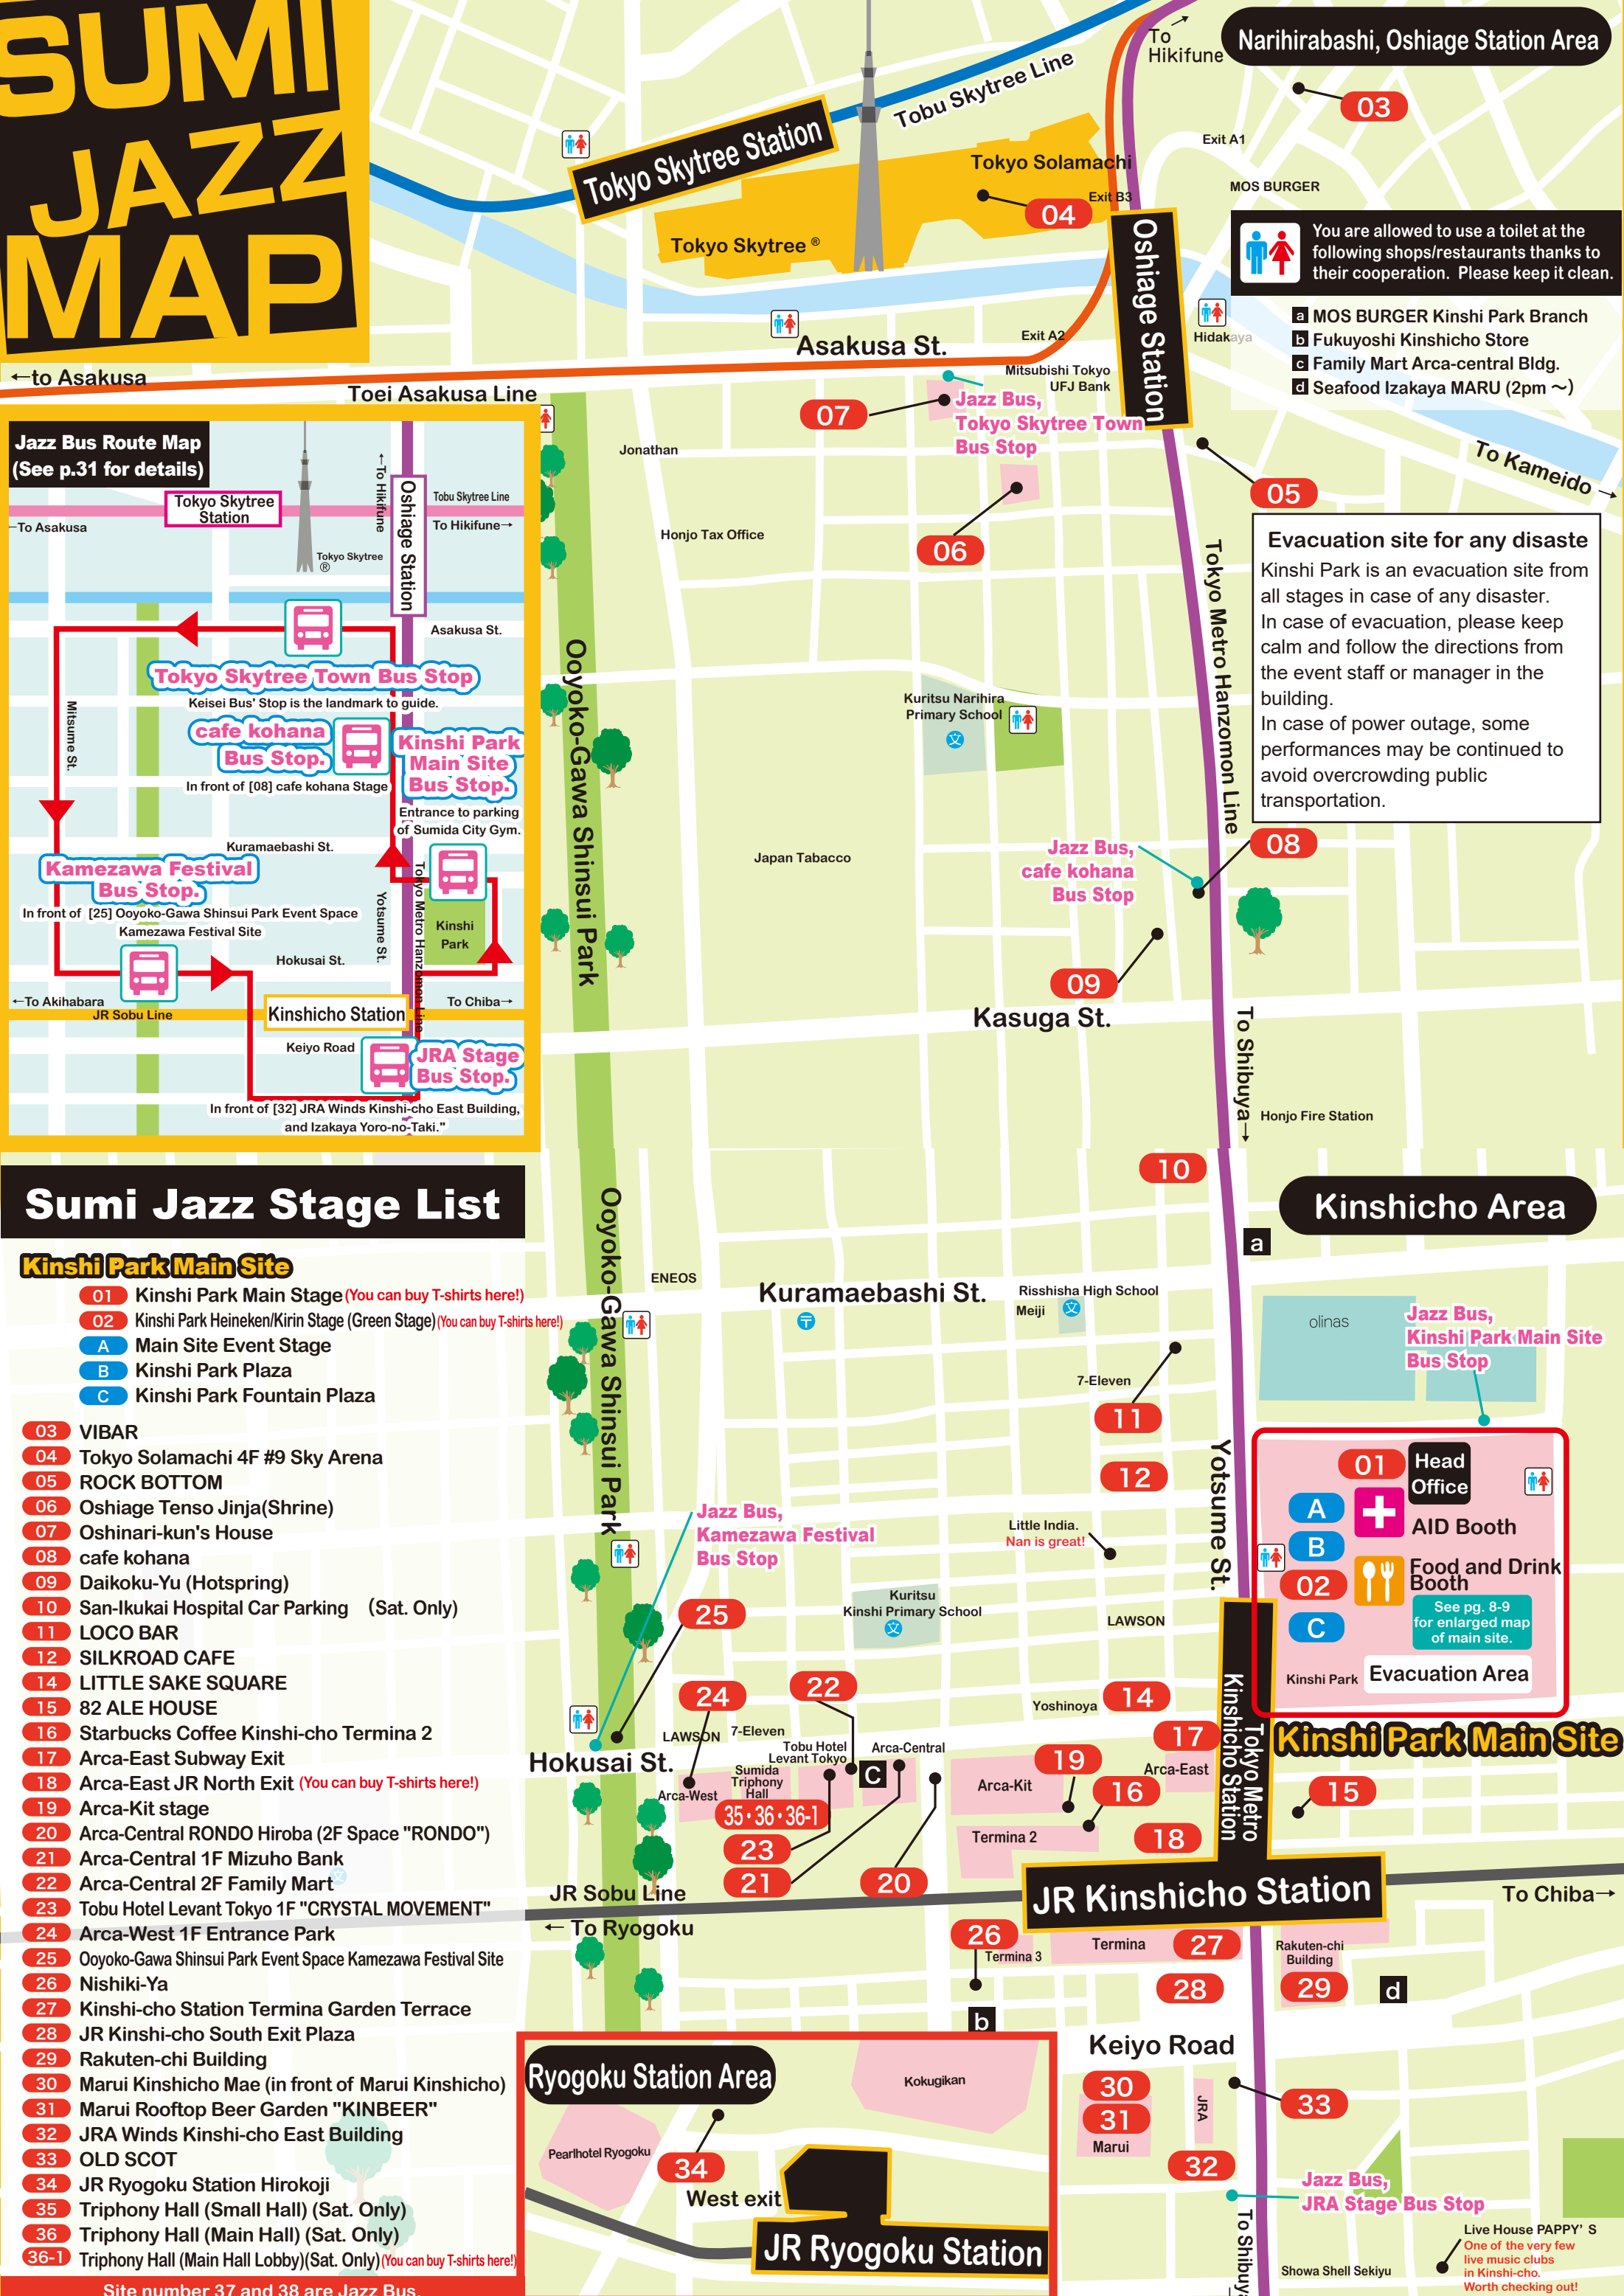 SUMI
JAZZ
MAP
To
Hikifune
Narihirabashi, Oshiage Station Area
03
Tobu Skytree Line
Tokyo Skytree Station
Exit A1
Tokyo Solamachi
MOS BURGER
Exit B3
04
Tokyo Skytree ®
Oshiage Station
You are allowed to use a toilet at the
following shops/restaurants thanks to
their cooperation. Please keep it clean.
Hidakaya
a MOS BURGER Kinshi Park Branch
b Fukuyoshi Kinshicho Store
c Family Mart Arca-central Bldg.
d Seafood Izakaya MARU (2pm ～)
Exit A2
Asakusa St.
←to Asakusa
Toei Asakusa Line
Mitsubishi Tokyo
UFJ Bank
07
Jazz Bus,
Tokyo Skytree Town
Bus Stop
Jonathan
To Kameido
05
Honjo Tax Office
06
Tokyo Metro Hanzomon Line
Evacuation site for any disaste
Kinshi Park is an evacuation site from
all stages in case of any disaster.
In case of evacuation, please keep
calm and follow the directions from
the event staff or manager in the
building.
In case of power outage, some
performances may be continued to
avoid overcrowding public
transportation.
Ooyoko-Gawa Shinsui Park
Kuritsu Narihira
Primary School
文
Japan Tabacco
Jazz Bus,
cafe kohana
Bus Stop
08
09
Kasuga St.
To Shibuya→
Honjo Fire Station
Jazz Bus Route Map
(See p.31 for details)
Tokyo Skytree
Station
←To Hikifune
Oshiage Station
Tobu Skytree Line
To Hikifune→
←To Asakusa
Tokyo Skytree
®
Asakusa St.
Tokyo Skytree Town Bus Stop
Keisei Bus' Stop is the landmark to guide.
Mitsume St.
cafe kohana
Bus Stop.
In front of [08] cafe kohana Stage
Kinshi Park
Main Site
Bus Stop.
Entrance to parking
of Sumida City Gym.
Kuramaebashi St.
Kamezawa Festival
Bus Stop.
In front of [25] Ooyoko-Gawa Shinsui Park Event Space
Kamezawa Festival Site
Yotsume St.
Tokyo Metro Hanzomon Line
Kinshi
Park
Hokusai St.
←To Akihabara
JR Sobu Line
Kinshicho Station
To Chiba→
Keiyo Road
JRA Stage
Bus Stop.
In front of [32] JRA Winds Kinshi-cho East Building,
and Izakaya Yoro-no-Taki."
Sumi Jazz Stage List
Kinshi Park Main Site
01 Kinshi Park Main Stage(You can buy T-shirts here!)
02 Kinshi Park Heineken/Kirin Stage (Green Stage)(You can buy T-shirts here!)
A Main Site Event Stage
B Kinshi Park Plaza
C Kinshi Park Fountain Plaza
03 VIBAR
04 Tokyo Solamachi 4F #9 Sky Arena
05 ROCK BOTTOM
06 Oshiage Tenso Jinja(Shrine)
07 Oshinari-kun's House
08 cafe kohana
09 Daikoku-Yu (Hotspring)
10 San-Ikukai Hospital Car Parking （Sat. Only)
11 LOCO BAR
12 SILKROAD CAFE
14 LITTLE SAKE SQUARE
15 82 ALE HOUSE
16 Starbucks Coffee Kinshi-cho Termina 2
17 Arca-East Subway Exit
18 Arca-East JR North Exit (You can buy T-shirts here!)
19 Arca-Kit stage
20 Arca-Central RONDO Hiroba (2F Space "RONDO")
21 Arca-Central 1F Mizuho Bank
22 Arca-Central 2F Family Mart
23 Tobu Hotel Levant Tokyo 1F "CRYSTAL MOVEMENT"
24 Arca-West 1F Entrance Park
25 Ooyoko-Gawa Shinsui Park Event Space Kamezawa Festival Site
26 Nishiki-Ya
27 Kinshi-cho Station Termina Garden Terrace
28 JR Kinshi-cho South Exit Plaza
29 Rakuten-chi Building
30 Marui Kinshicho Mae (in front of Marui Kinshicho)
31 Marui Rooftop Beer Garden "KINBEER"
32 JRA Winds Kinshi-cho East Building
33 OLD SCOT
34 JR Ryogoku Station Hirokoji
35 Triphony Hall (Small Hall) (Sat. Only)
36 Triphony Hall (Main Hall) (Sat. Only)
36-1 Triphony Hall (Main Hall Lobby)(Sat. Only)(You can buy T-shirts here!)
Site number 37 and 38 are Jazz Bus.
10
Kinshicho Area
a
Ooyoko-Gawa Shinsui Park
ENEOS
Kuramaebashi St.
〒
Risshisha High School
Meiji
文
olinas
Jazz Bus,
Kinshi Park Main Site
Bus Stop
7-Eleven
11
12
Yotsume St.
01
Head
Office
A
AID Booth
B
02
Food and Drink
Booth
C
See pg. 8-9
for enlarged map
of main site.
Kinshi Park
Evacuation Area
Kinshi Park Main Site
Jazz Bus,
Kamezawa Festival
Bus Stop
Little India.
Nan is great!
Kuritsu
Kinshi Primary School
文
25
LAWSON
24
22
Yoshinoya
14
17
Kinshicho Station
Tokyo Metro
LAWSON
7-Eleven
Hokusai St.
Tobu Hotel
Levant Tokyo
Arca-Central
C
Arca-West
Sumida
Triphony
Hall
19
Arca-East
Arca-Kit
16
15
35・36・36-1
23
Termina 2
18
21
20
JR Sobu Line
JR Kinshicho Station
To Chiba→
← To Ryogoku
26
Termina 3
Termina
27
Rakuten-chi
Building
28
29
d
b
Keiyo Road
Ryogoku Station Area
Kokugikan
Pearlhotel Ryogoku
34
West exit
JR Ryogoku Station
30
31
Marui
JRA
33
32
Jazz Bus,
JRA Stage Bus Stop
To Shibuya
Live House PAPPY' S
One of the very few
live music clubs
in Kinshi-cho.
Worth checking out!
Showa Shell Sekiyu